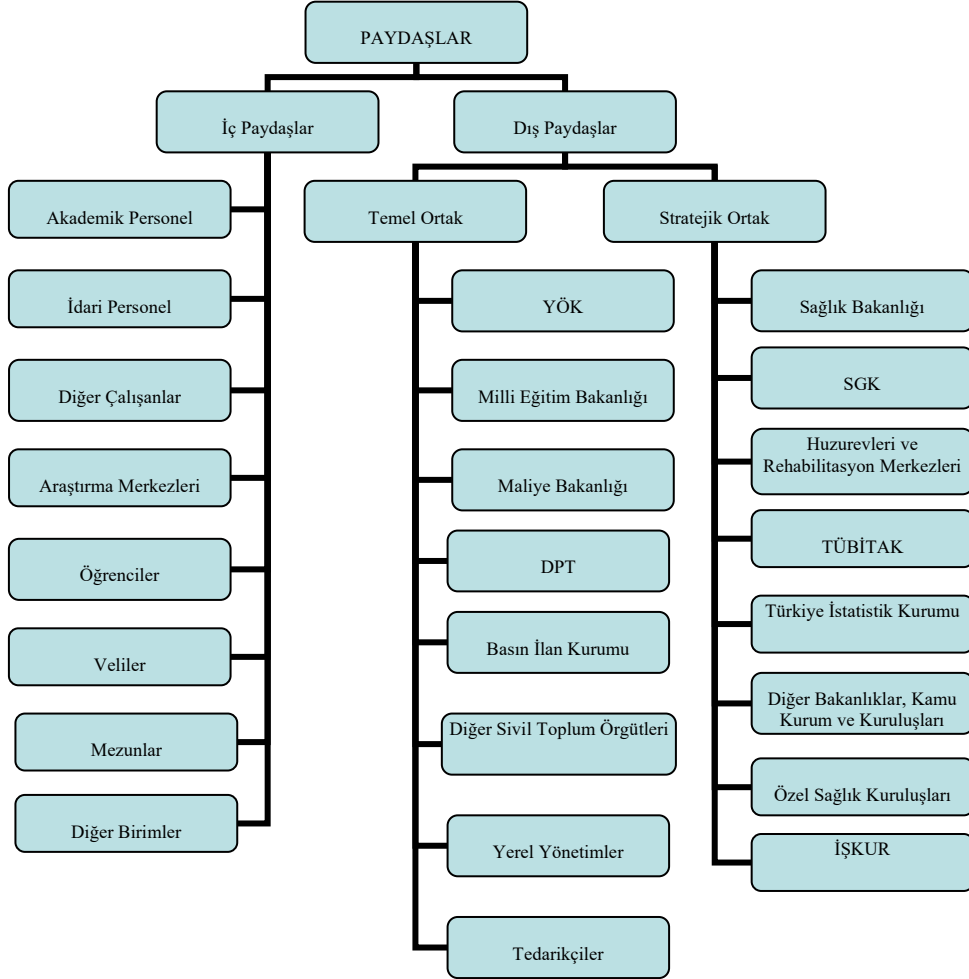 PAYDAŞLAR
İç Paydaşlar
Dış Paydaşlar
Akademik Personel
İdari Personel
Diğer Çalışanlar
Araştırma Merkezleri
Öğrenciler
Veliler
Mezunlar
Diğer Birimler
Temel Ortak
YÖK
Milli Eğitim Bakanlığı
Maliye Bakanlığı
DPT
Basın İlan Kurumu
Diğer Sivil Toplum Örgütleri
Yerel Yönetimler
Tedarikçiler
Stratejik Ortak
Sağlık Bakanlığı
SGK
Huzurevleri ve
Rehabilitasyon Merkezleri
TÜBİTAK
Türkiye İstatistik Kurumu
Diğer Bakanlıklar, Kamu
Kurum ve Kuruluşları
Özel Sağlık Kuruluşları
İŞKUR